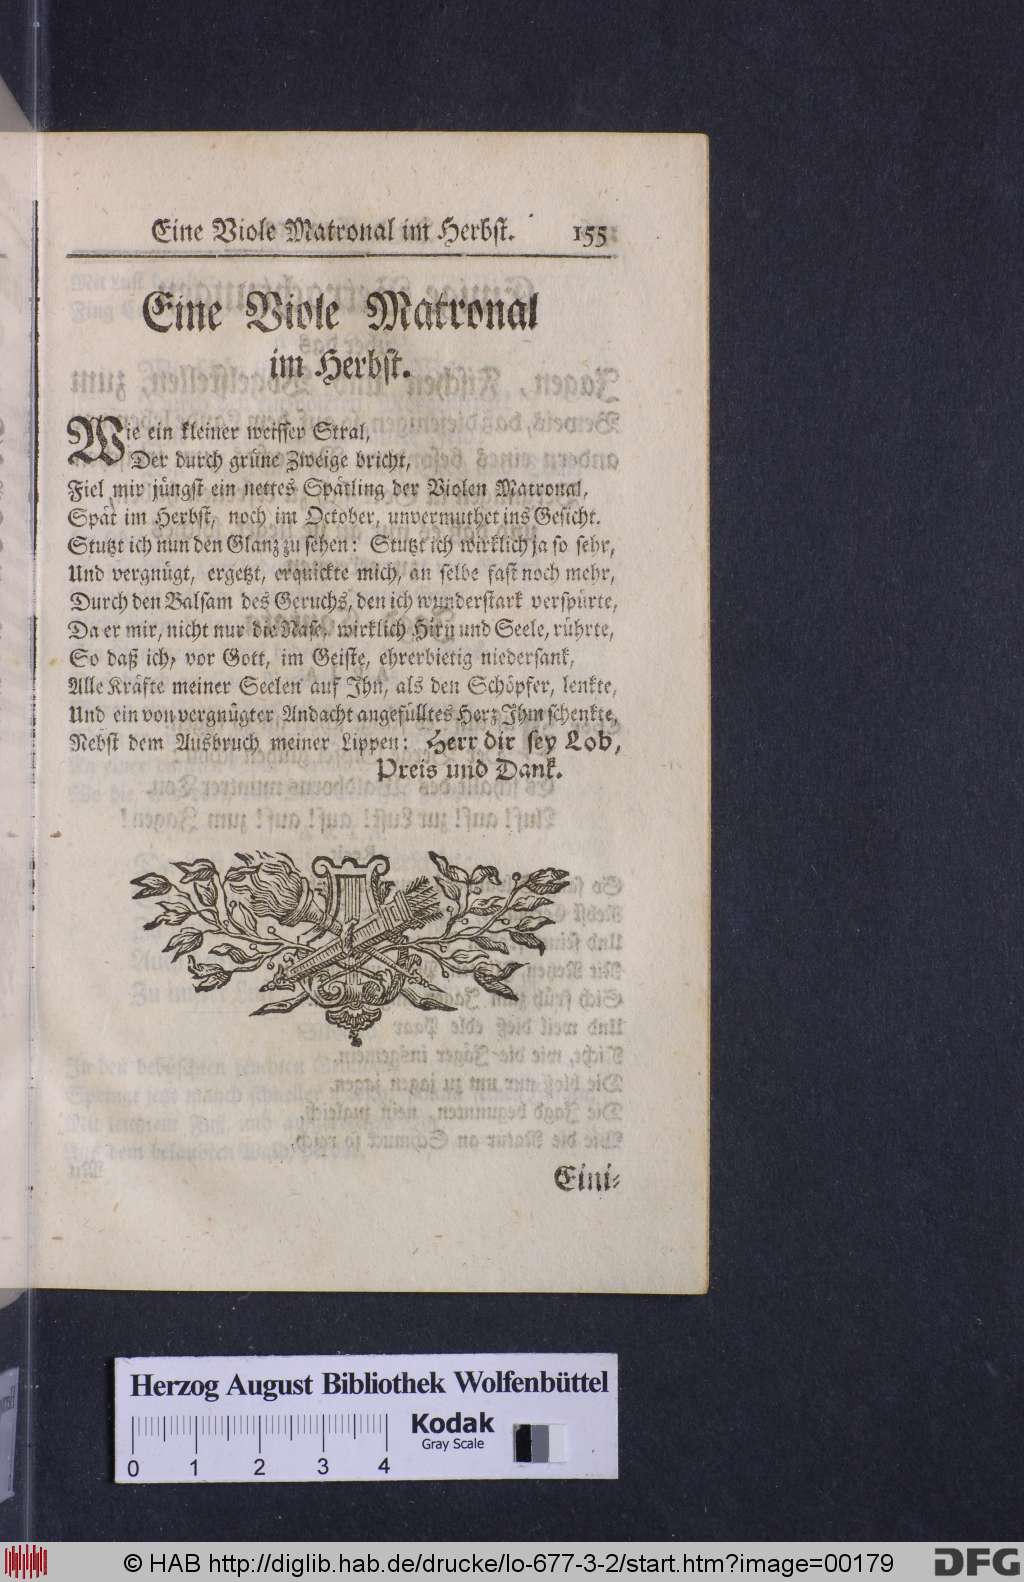 Eine Viole Matronal im Herbst. 155
Eine Viole Matronal
im Herbst.
Wie ein kleiner weisser Stral,
Der durch grüne Zweige bricht,
Fiel mir jüngst ein nettes Spätling der Violen Matronal,
Spät im Herbst, noch im October, unvermuthet ins Gesicht.
Stutzt ich nun den Glanz zu sehen: Stutzt ich wirklich ja so sehr,
Und vergnügt, ergetzt, erquickte mich, an selbe fast noch mehr,
Durch den Balsam des Geruchs, den ich wunderstark verspürte,
Da er mir, nicht nur die Nase, wirklich Hirn und Seele, rührte,
So daß ich, vor Gott, im Geiste, ehrerbietig niedersank,
Alle Kräfte meiner Seelen auf Ihn, als den Schöpfer, lenkte,
Und ein von vergnügter Andacht angefülltes Herz Ihm schenkte,
Nebst dem Ausbruch meiner Lippen: Herr dir sey Lob,
Preis und Dank.
Eini-
Herzog August Bibliothek Wolfenbüttel
Kodak
Gray Scale
0 1 2 3 4
© HAB http://diglib.hab.de/drucke/lo-677-3-2/start.htm?image=00179
DFG